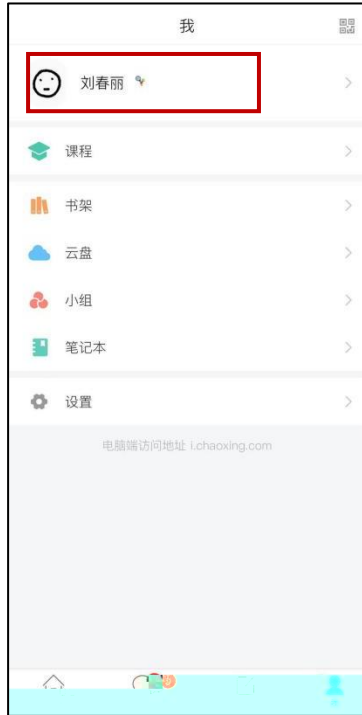 我
刘春丽
课程
书架
云盘
小组
笔记本
设置
电脑端访问地址 i.chaoxing.com